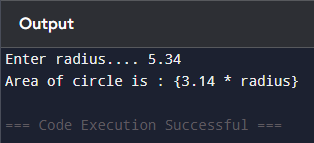 Output
Enter radius.... 5.34
Area of circle is : {3.14 * radius}
=== Code Execution Successful ===